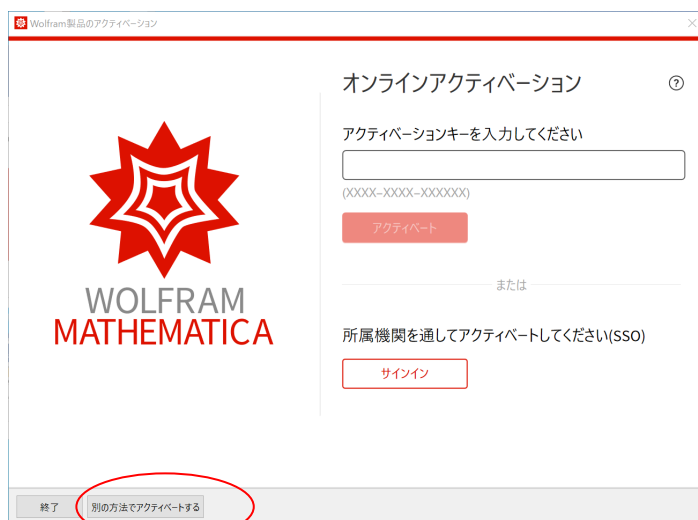 Wolfram製品のアクティベーション
オンラインアクティベーション
?
アクティベーションキーを入力してください
(XXXX-XXXX-XXXXXX)
アクティベート
または
WOLFRAM
MATHEMATICA
所属機関を通してアクティベートしてください(SSO)
サインイン
終了
別の方法でアクティベートする